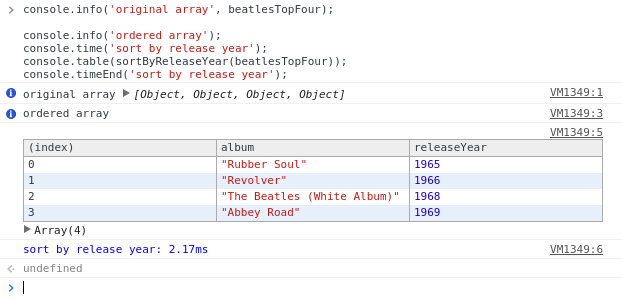 console.info('original array', beatlesTopFour);
console.info('ordered array');
console.time('sort by release year');
console.table(sortByReleaseYear(beatlesTopFour));
console.timeEnd('sort by release year');
original array [Object, Object, Object, Object] VM1349:1
ordered array VM1349:3
VM1349:5
(index) album releaseYear
0 "Rubber Soul" 1965
1 "Revolver" 1966
2 "The Beatles (White Album)" 1968
3 "Abbey Road" 1969
Array(4)
sort by release year: 2.17ms VM1349:6
undefined